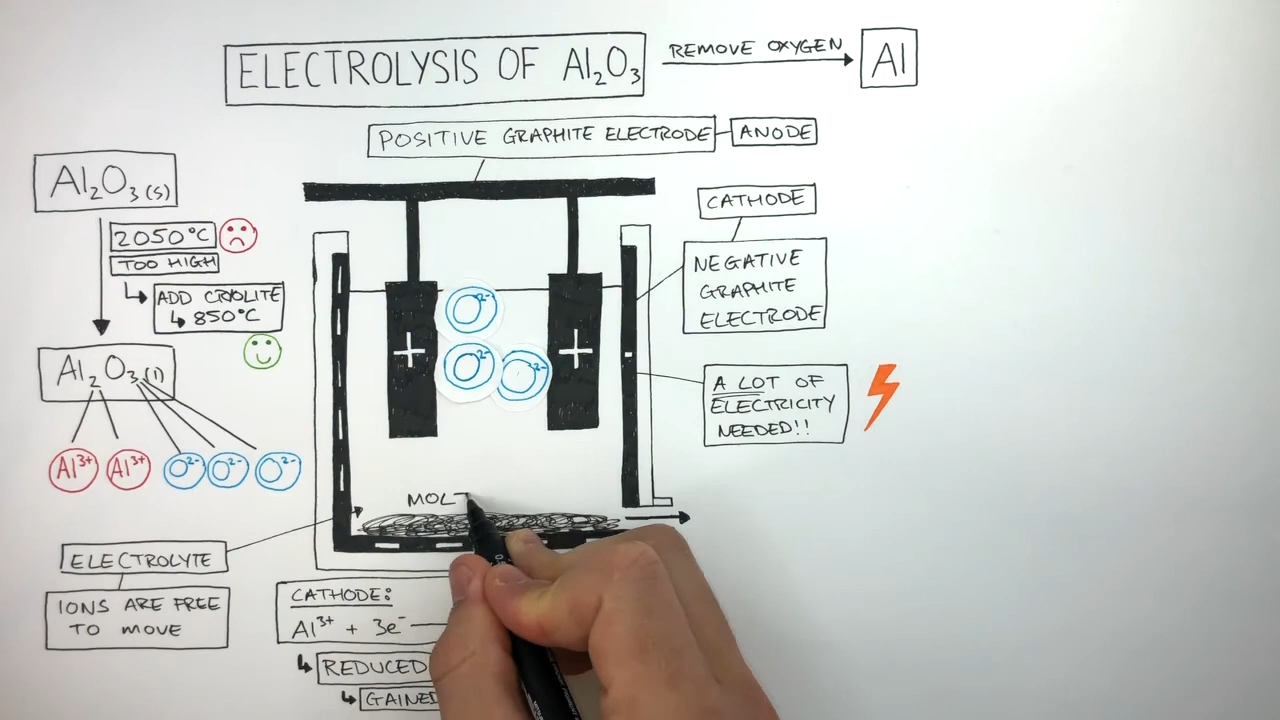 ELECTROLYSIS OF Al₂O₃
REMOVE OXYGEN
Al
POSITIVE GRAPHITE ELECTRODE
ANODE
Al₂O₃(s)
2050°C
TOO HIGH
ADD CRYOLITE
850°C
Al₂O₃(l)
Al³⁺ Al³⁺ O²⁻ O²⁻ O²⁻
CATHODE
NEGATIVE
GRAPHITE
ELECTRODE
A LOT OF
ELECTRICITY
NEEDED!!
+ +
-
O²⁻
O²⁻ O²⁻
MOLT
ELECTROLYTE
IONS ARE FREE
TO MOVE
CATHODE:
Al³⁺ + 3e⁻
REDUCED
GAINED